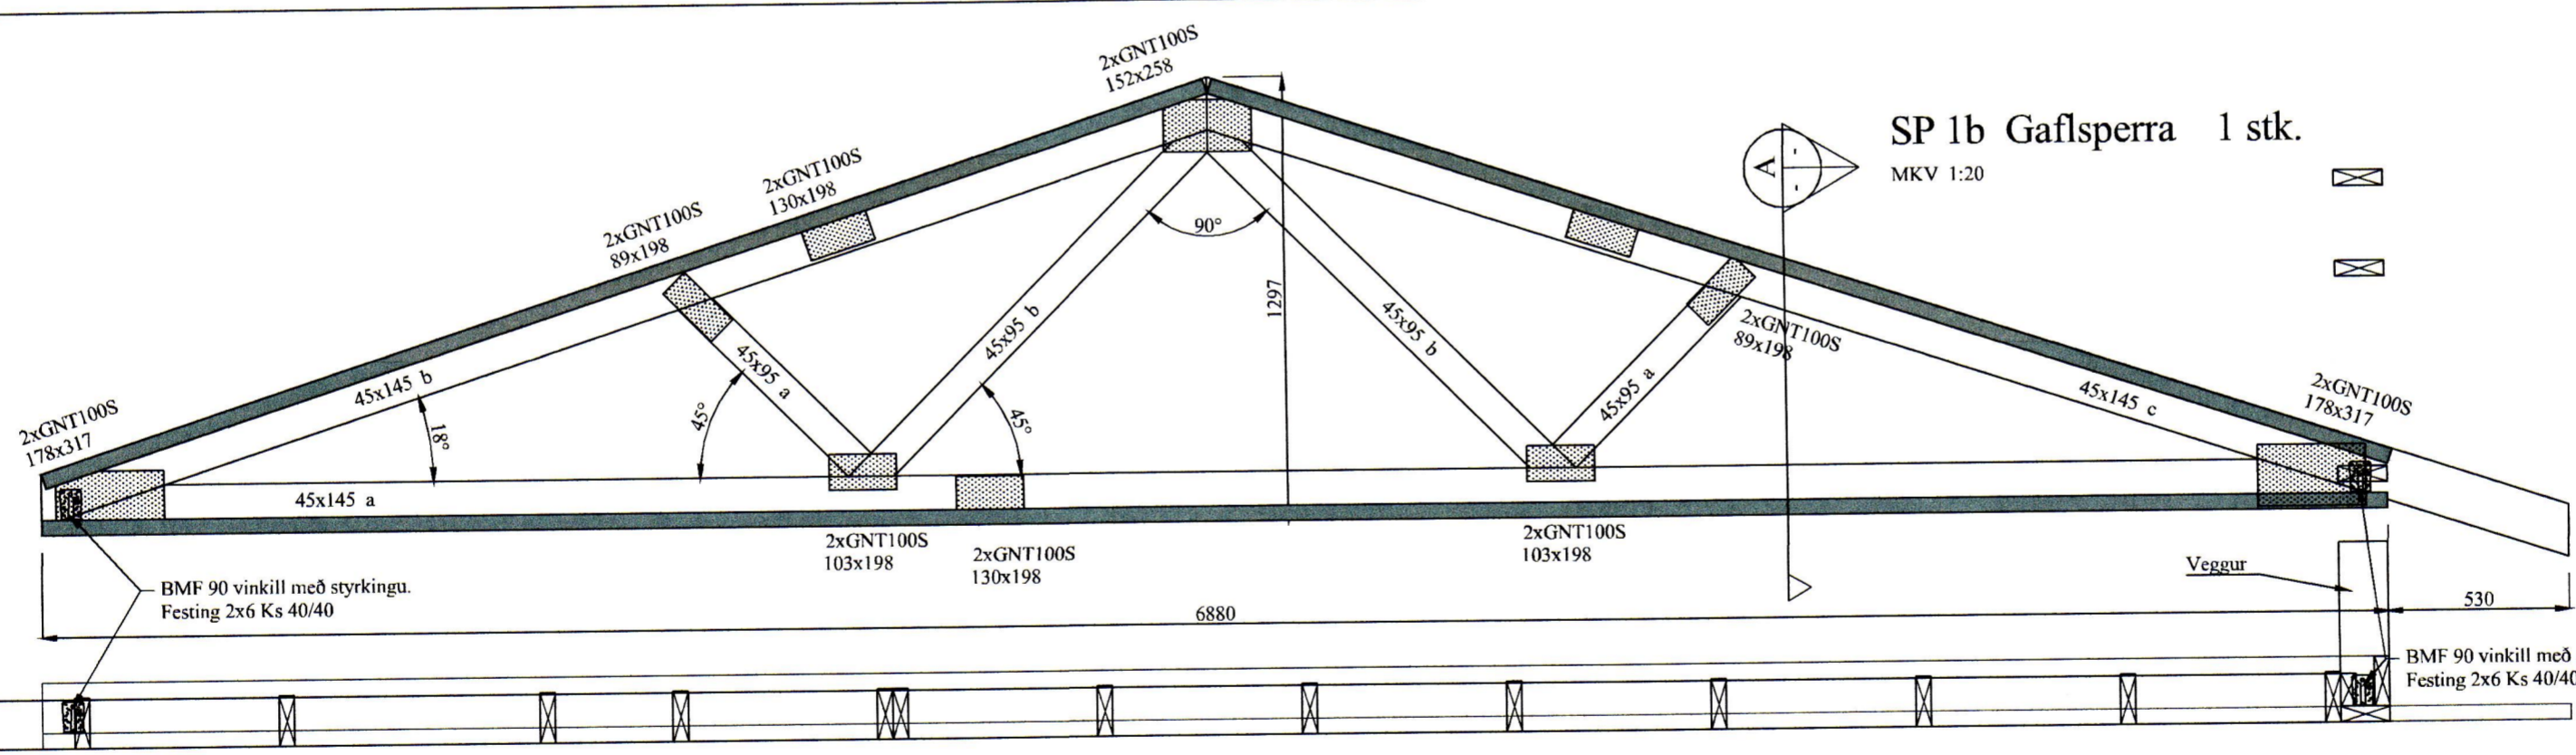 2xGNT100S
152x258
SP 1b Gaflsperra 1 stk.
MKV 1:20
A
2xGNT100S
130x198
2xGNT100S
89x198
90°
1297
45x95 b
45x95 b
2xGNT100S
89x198
45x95 a
45x95 a
45x145 b
45x145 c
2xGNT100S
178x317
2xGNT100S
178x317
18°
45°
45°
45x145 a
2xGNT100S
103x198
2xGNT100S
130x198
2xGNT100S
103x198
BMF 90 vinkill með styrkingu.
Festing 2x6 Ks 40/40
Veggur
6880
530
BMF 90 vinkill með
Festing 2x6 Ks 40/40